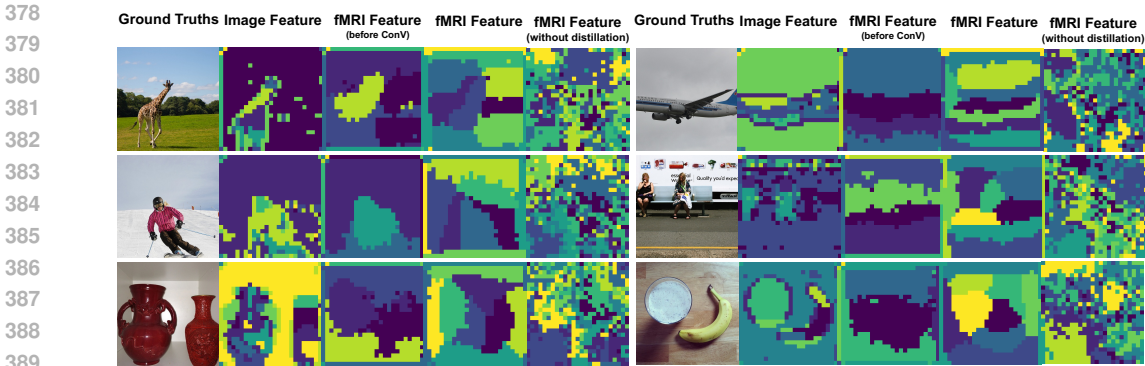 378
379
380
381
382
383
384
385
386
387
388
389
Ground Truths Image Feature fMRI Feature fMRI Feature fMRI Feature
(before ConV) (without distillation)
Ground Truths Image Feature fMRI Feature fMRI Feature fMRI Feature
(before ConV) (without distillation)
Quality you'd expe